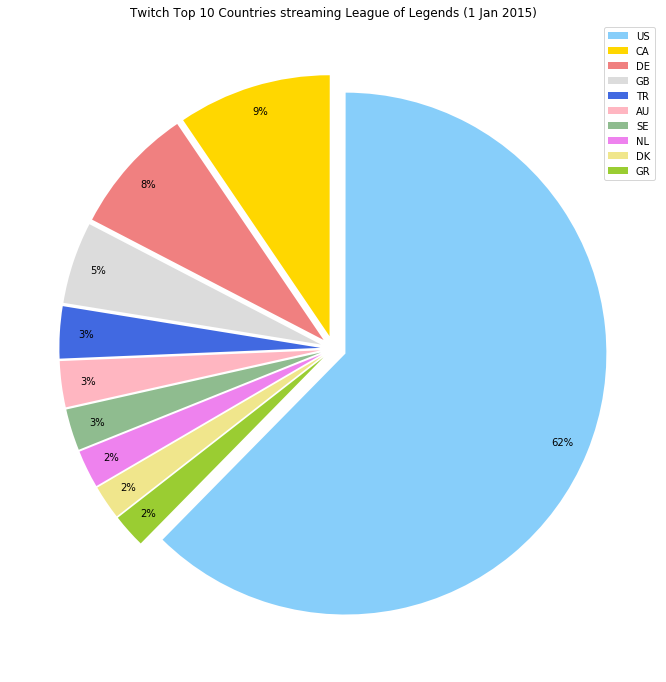 Twitch Top 10 Countries streaming League of Legends (1 Jan 2015)
US
CA
DE
GB
TR
AU
SE
NL
DK
GR
9%
8%
5%
3%
3%
3%
2%
2%
2%
62%